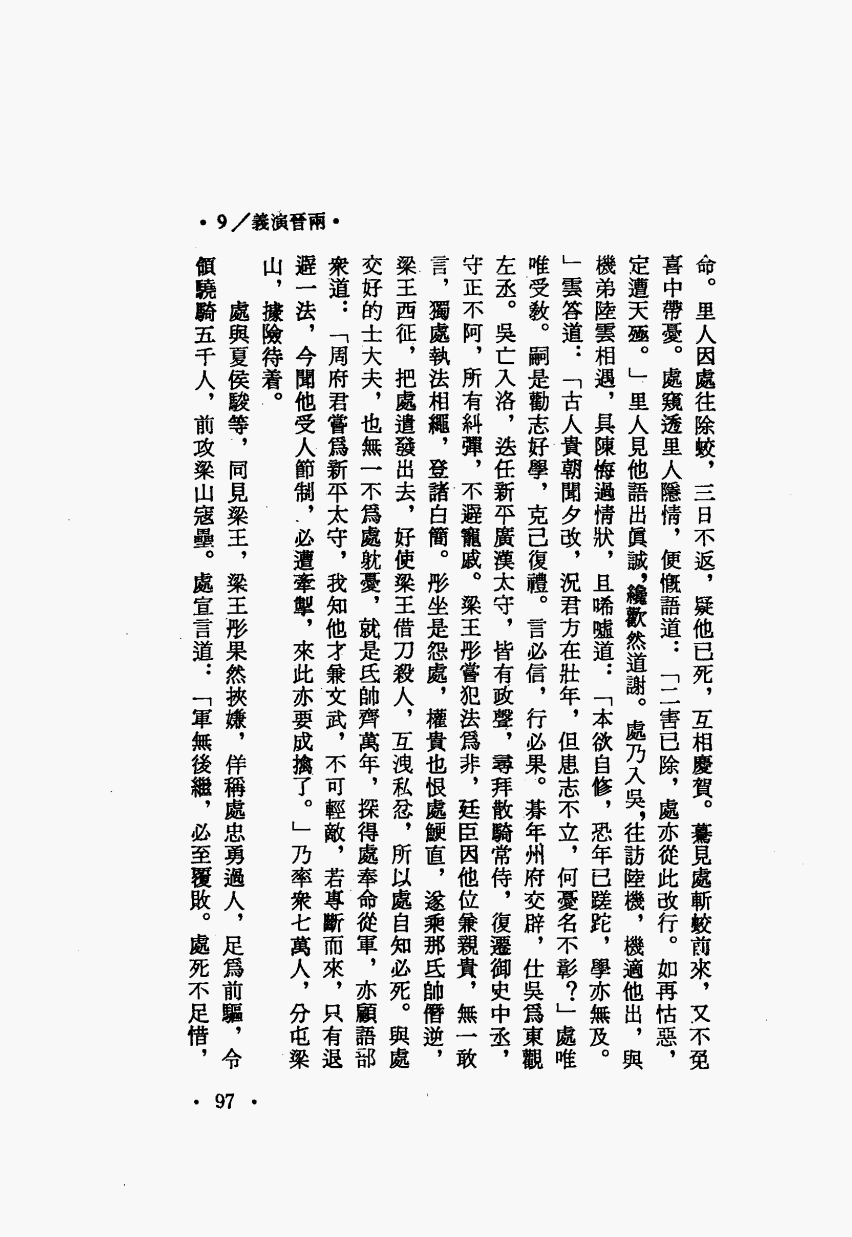 •9／義演晉兩•
命。里人因處往除蛟，三日不返，疑他已死，互相慶賀。驀見處斬蛟前來，又不免
喜中帶憂。處窺透里人隱情，便慨語道：「二害已除，處亦從此改行。如再怙惡，
定遭天殛。」里人見他語出眞誠，纔歡然道謝。處乃入吳，往訪陸機，機適他出，與
機弟陸雲相遇，具陳悔過情狀，且唏噓道：「本欲自修，恐年已蹉跎，學亦無及。
」雲答道：「古人貴朝聞夕改，況君方在壯年，但患志不立，何憂名不彰？」處唯
唯受教。嗣是勵志好學，克己復禮。言必信，行必果。朞年州府交辟，仕吳爲東觀
左丞。吳亡入洛，迭任新平廣漢太守，皆有政聲，尋拜散騎常侍，復遷御史中丞，
守正不阿，所有糾彈，不避寵戚。梁王肜嘗犯法爲非，廷臣因他位兼親貴，無一敢
言，獨處執法相繩，登諸白簡。肜坐是怨處，權貴也恨處鯁直，遂乘那氐帥僭逆，
梁王西征，把處遣發出去，好使梁王借刀殺人，互洩私忿，所以處自知必死。與處
交好的士大夫，也無一不爲處躭憂，就是氐帥齊萬年，探得處奉命從軍，亦顧語部
衆道：「周府君嘗爲新平太守，我知他才兼文武，不可輕敵，若專斷而來，只有退
避一法，今聞他受人節制，必遭牽掣，來此亦要成擒了。」乃率衆七萬人，分屯梁
山，據險待着。
處與夏侯駿等，同見梁王，梁王肜果然挾嫌，佯稱處忠勇過人，足爲前驅，令
領驍騎五千人，前攻梁山寇壘。處宣言道：「軍無後繼，必至覆敗。處死不足惜，
•97•